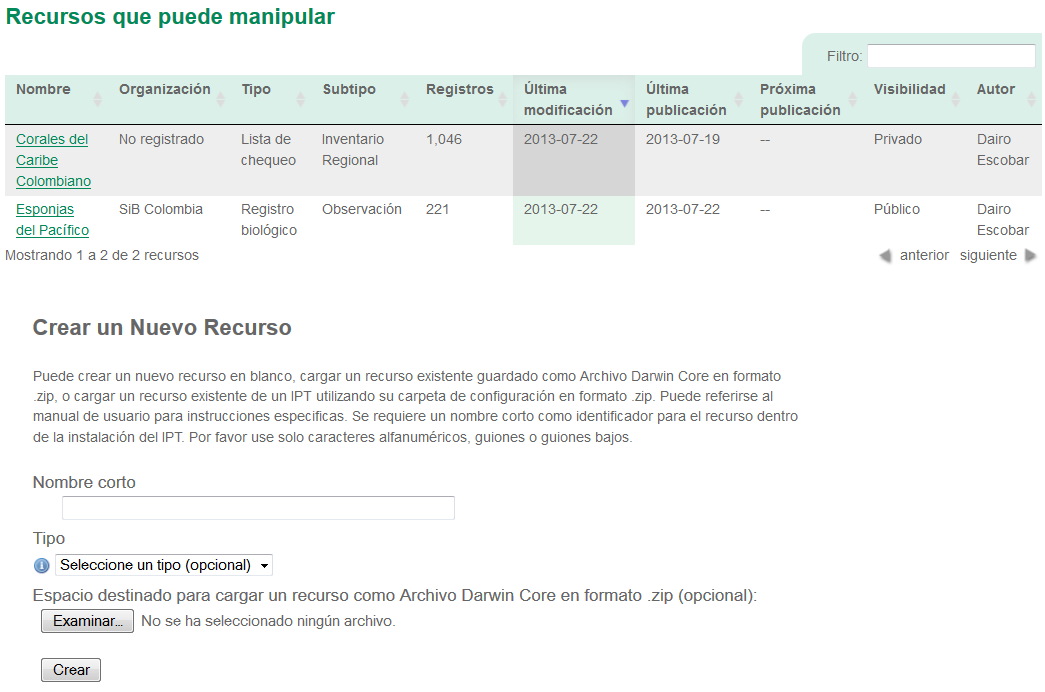 Recursos que puede manipular
Filtro:
Nombre Organización Tipo Subtipo Registros Última modificación Última publicación Próxima publicación Visibilidad Autor
Corales del Caribe Colombiano No registrado Lista de chequeo Inventario Regional 1,046 2013-07-22 2013-07-19 -- Privado Dairo Escobar
Esponjas del Pacífico SiB Colombia Registro biológico Observación 221 2013-07-22 2013-07-22 -- Público Dairo Escobar
Mostrando 1 a 2 de 2 recursos anterior siguiente
Crear un Nuevo Recurso
Puede crear un nuevo recurso en blanco, cargar un recurso existente guardado como Archivo Darwin Core en formato
.zip, o cargar un recurso existente de un IPT utilizando su carpeta de configuración en formato .zip. Puede referirse al
manual de usuario para instrucciones especificas. Se requiere un nombre corto como identificador para el recurso dentro
de la instalación del IPT. Por favor use solo caracteres alfanuméricos, guiones o guiones bajos.
Nombre corto
Tipo
Seleccione un tipo (opcional)
Espacio destinado para cargar un recurso como Archivo Darwin Core en formato .zip (opcional):
Examinar... No se ha seleccionado ningún archivo.
Crear